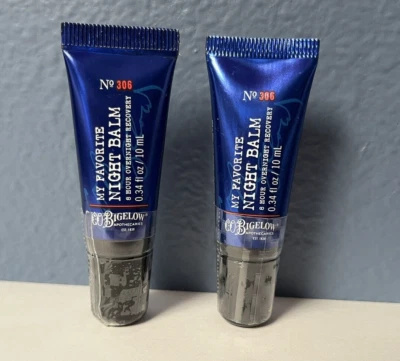 Nº 306
MY FAVORITE
NIGHT BALM
8 HOUR OVERNIGHT RECOVERY
0.34 fl oz / 10 mL
C.O. BIGELOW
APOTHECARIES
EST. 1838
Nº 306
MY FAVORITE
NIGHT BALM
8 HOUR OVERNIGHT RECOVERY
0.34 fl oz / 10 mL
C.O. BIGELOW
APOTHECARIES
EST. 1838